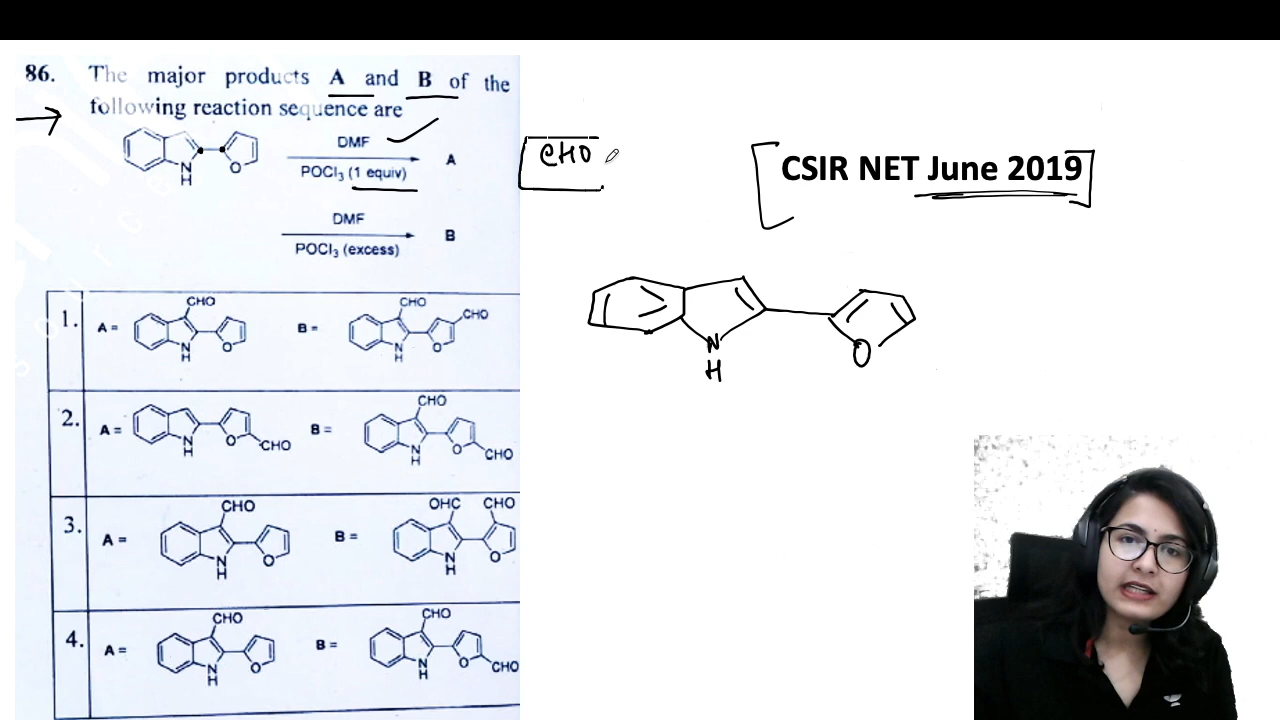 86. The major products A and B of the
following reaction sequence are
DMF
POCl3 (1 equiv)
A
N
H
O
DMF
POCl3 (excess)
B
CHO
CSIR NET June 2019
N
H
O
1. A = CHO N H O B = CHO CHO N H O
2. A = N H O CHO B = CHO N H O CHO
3. A = CHO N H O B = OHC CHO N H O
4. A = CHO N H O B = CHO N H O CHO